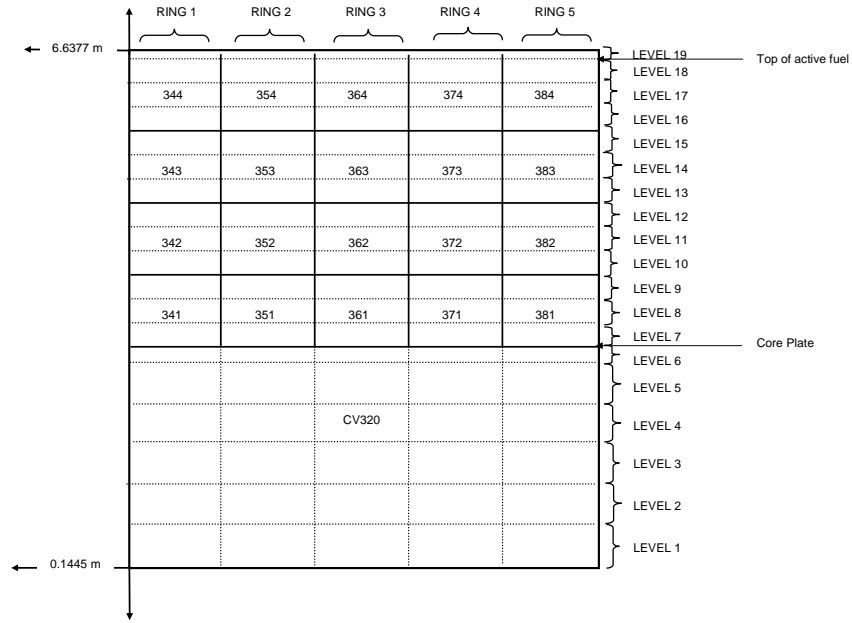 RING 1 RING 2 RING 3 RING 4 RING 5
6.6377 m
LEVEL 19
Top of active fuel
LEVEL 18
344 354 364 374 384
LEVEL 17
LEVEL 16
LEVEL 15
343 353 363 373 383
LEVEL 14
LEVEL 13
LEVEL 12
342 352 362 372 382
LEVEL 11
LEVEL 10
LEVEL 9
341 351 361 371 381
LEVEL 8
LEVEL 7
Core Plate
LEVEL 6
LEVEL 5
CV320
LEVEL 4
LEVEL 3
LEVEL 2
LEVEL 1
0.1445 m